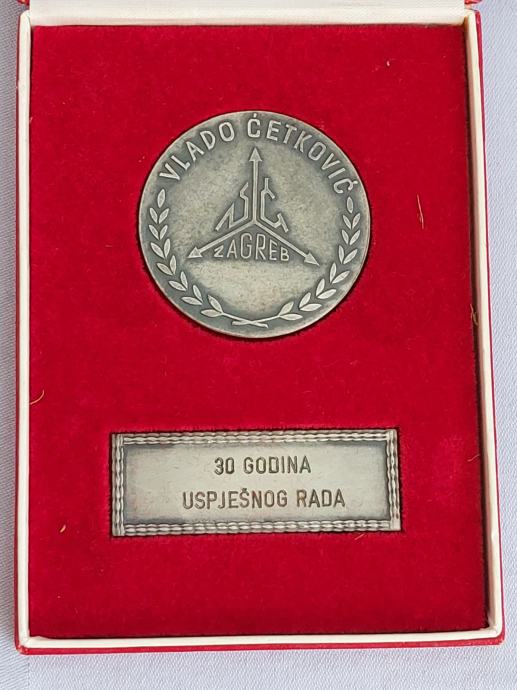 VLADO ĆETKOVIĆ
ZAGREB
30 GODINA
USPJEŠNOG RADA